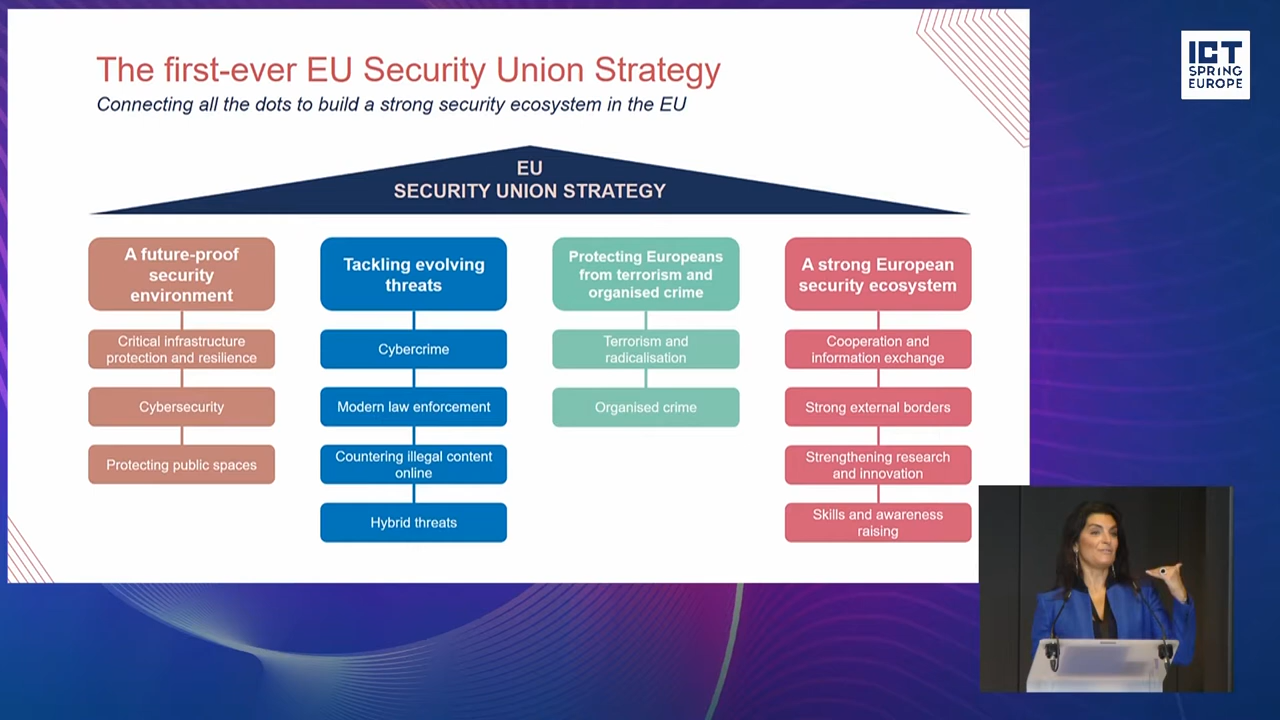 The first-ever EU Security Union Strategy
Connecting all the dots to build a strong security ecosystem in the EU
ICT
SPRING
EUROPE
EU
SECURITY UNION STRATEGY
A future-proof
security
environment
Critical infrastructure
protection and resilience
Cybersecurity
Protecting public spaces
Tackling evolving
threats
Cybercrime
Modern law enforcement
Countering illegal content
online
Hybrid threats
Protecting Europeans
from terrorism and
organised crime
Terrorism and
radicalisation
Organised crime
A strong European
security ecosystem
Cooperation and
information exchange
Strong external borders
Strengthening research
and innovation
Skills and awareness
raising